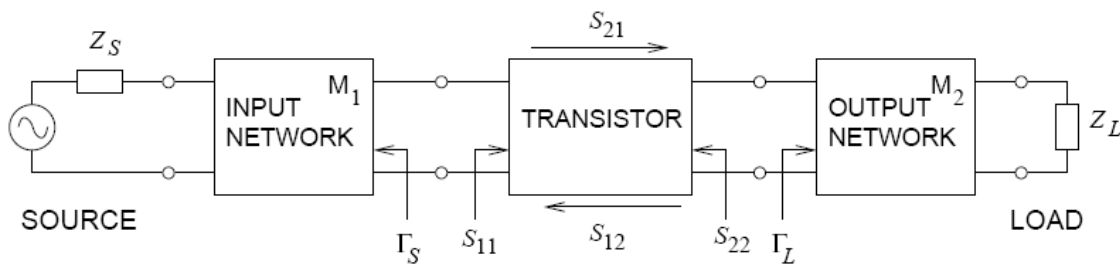 S21
ZS
INPUT
NETWORK
M1
TRANSISTOR
OUTPUT
NETWORK
M2
ZL
SOURCE
ΓS
S11
S12
S22
ΓL
LOAD